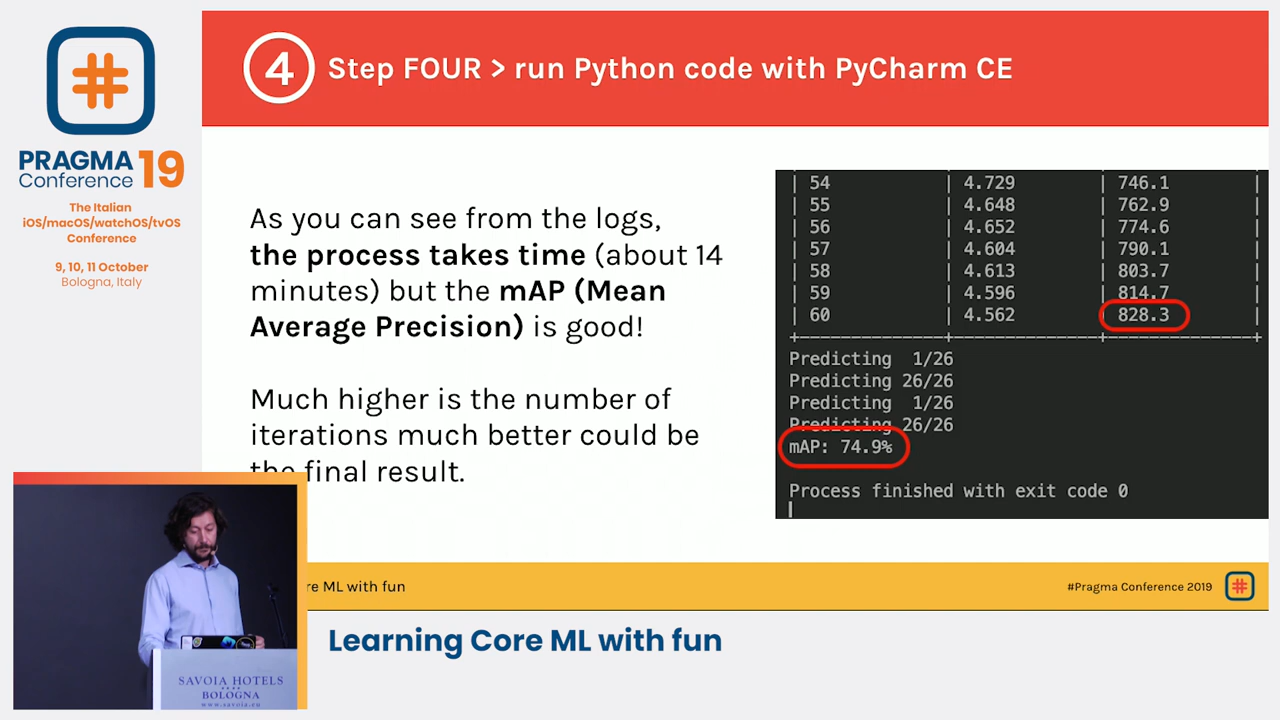 PRAGMA 19
Conference
The Italian
iOS/macOS/watchOS/tvOS
Conference
9, 10, 11 October
Bologna, Italy
4 Step FOUR > run Python code with PyCharm CE
As you can see from the logs,
the process takes time (about 14
minutes) but the mAP (Mean
Average Precision) is good!
Much higher is the number of
iterations much better could be
the final result.
| 54 | 4.729 | 746.1 |
| 55 | 4.648 | 762.9 |
| 56 | 4.652 | 774.6 |
| 57 | 4.604 | 790.1 |
| 58 | 4.613 | 803.7 |
| 59 | 4.596 | 814.7 |
| 60 | 4.562 | 828.3 |
Predicting 1/26
Predicting 26/26
Predicting 1/26
Predicting 26/26
mAP: 74.9%
Process finished with exit code 0
re ML with fun
#Pragma Conference 2019
Learning Core ML with fun
SAVOIA HOTELS
BOLOGNA
www.savoia.eu